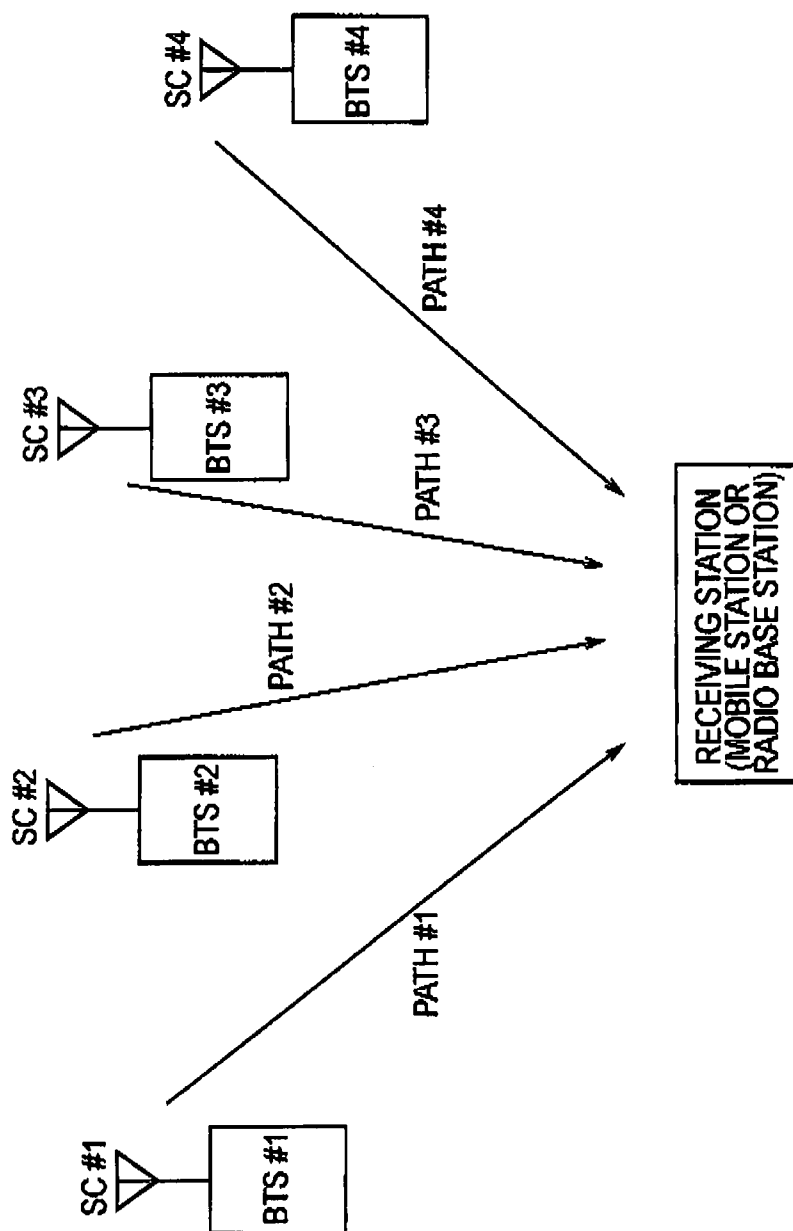 SC #1
BTS #1
SC #2
BTS #2
SC #3
BTS #3
SC #4
BTS #4
PATH #1
PATH #2
PATH #3
PATH #4
RECEIVING STATION
(MOBILE STATION OR
RADIO BASE STATION)